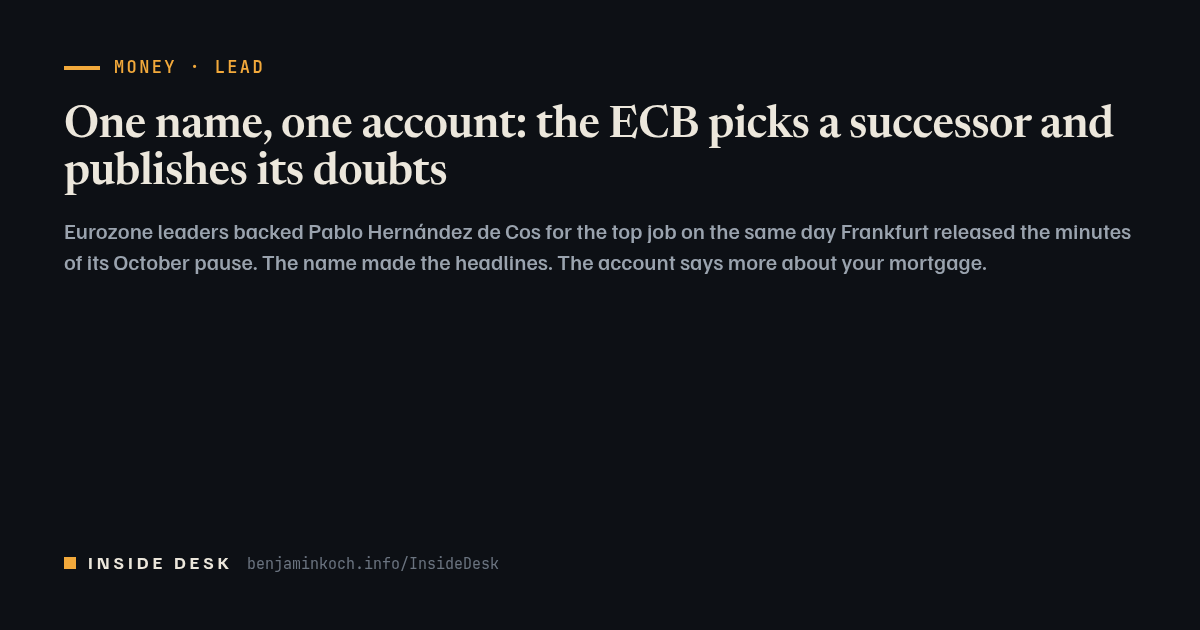 MONEY · LEAD
One name, one account: the ECB picks a successor and
publishes its doubts
Eurozone leaders backed Pablo Hernández de Cos for the top job on the same day Frankfurt released the minutes
of its October pause. The name made the headlines. The account says more about your mortgage.
INSIDE DESK benjaminkoch.info/InsideDesk